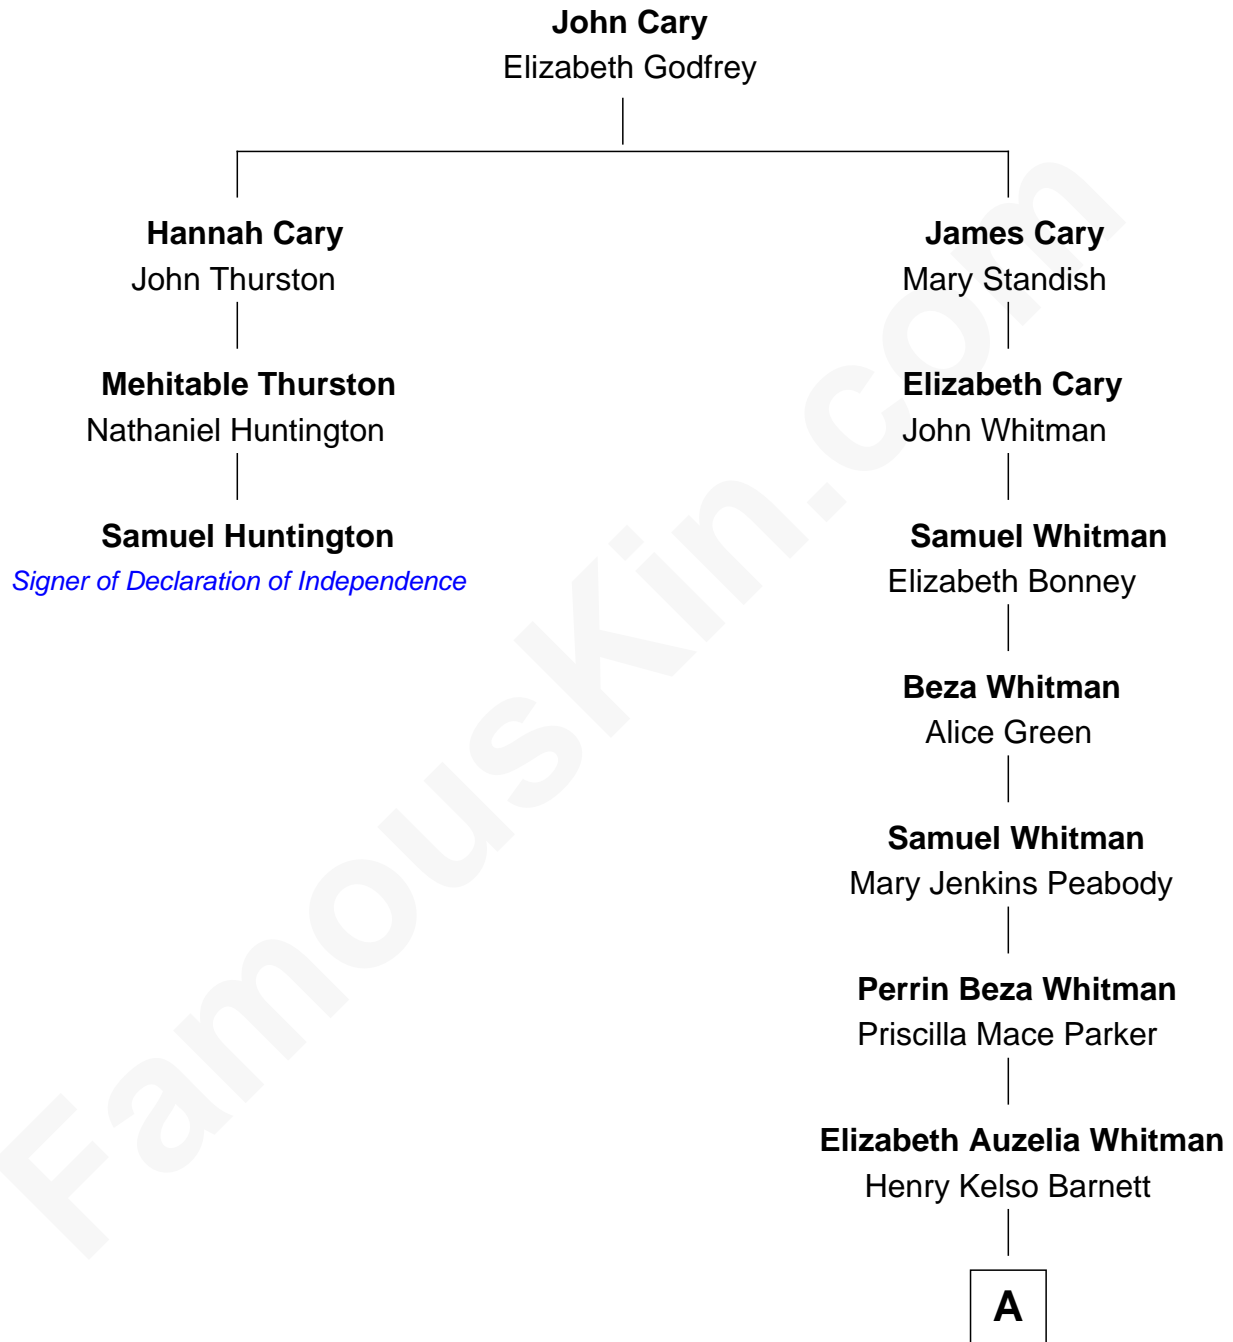 John Cary
Elizabeth Godfrey
Hannah Cary
John Thurston
James Cary
Mary Standish
Mehitable Thurston
Nathaniel Huntington
Elizabeth Cary
John Whitman
Samuel Huntington
Signer of Declaration of Independence
Samuel Whitman
Elizabeth Bonney
Beza Whitman
Alice Green
Samuel Whitman
Mary Jenkins Peabody
Perrin Beza Whitman
Priscilla Mace Parker
Elizabeth Auzelia Whitman
Henry Kelso Barnett
A
FamousKin.com